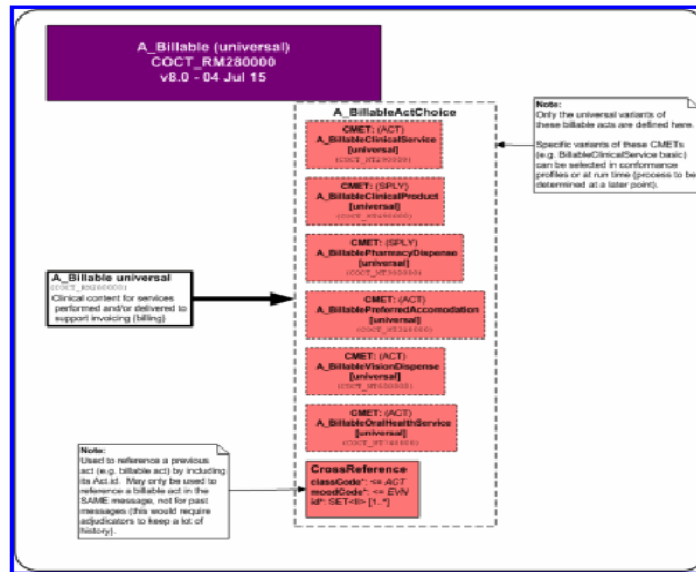 A_Billable (universal)
COCT_RM280000
v8.0 - 04 Jul 15
A_BillableActChoice
CMET: (ACT)
A_BillableClinicalService
[universal]
CMET: (SPLY)
A_BillableClinicalProduct
[universal]
CMET: (SPLY)
A_BillablePharmacyDispense
[universal]
CMET: (ACT)
A_BillablePreferredAccomodation
[universal]
CMET: (ACT)
A_BillableVisionDispense
[universal]
CMET: (ACT)
A_BillableOralHealthService
[universal]
CrossReference
classCode*: <= ACT
moodCode*: <= EVN
id*: SET<II> [1..*]
Note:
Only the universal variants of
these billable acts are defined here.
Specific variants of these CMETs
(e.g. BillableClinicalService basic)
can be selected in conformance
profiles or at run time (process to be
determined at a later point).
A_Billable universal
(COCT_RM280000)
Clinical content for services
performed and/or delivered to
support invoicing (billing)
Note:
Used to reference a previous
act (e.g. billable act) by including
its Act.id. May only be used to
reference a billable act in the
SAME message, not for past
messages (this would require
adjudicators to keep a lot of
history).